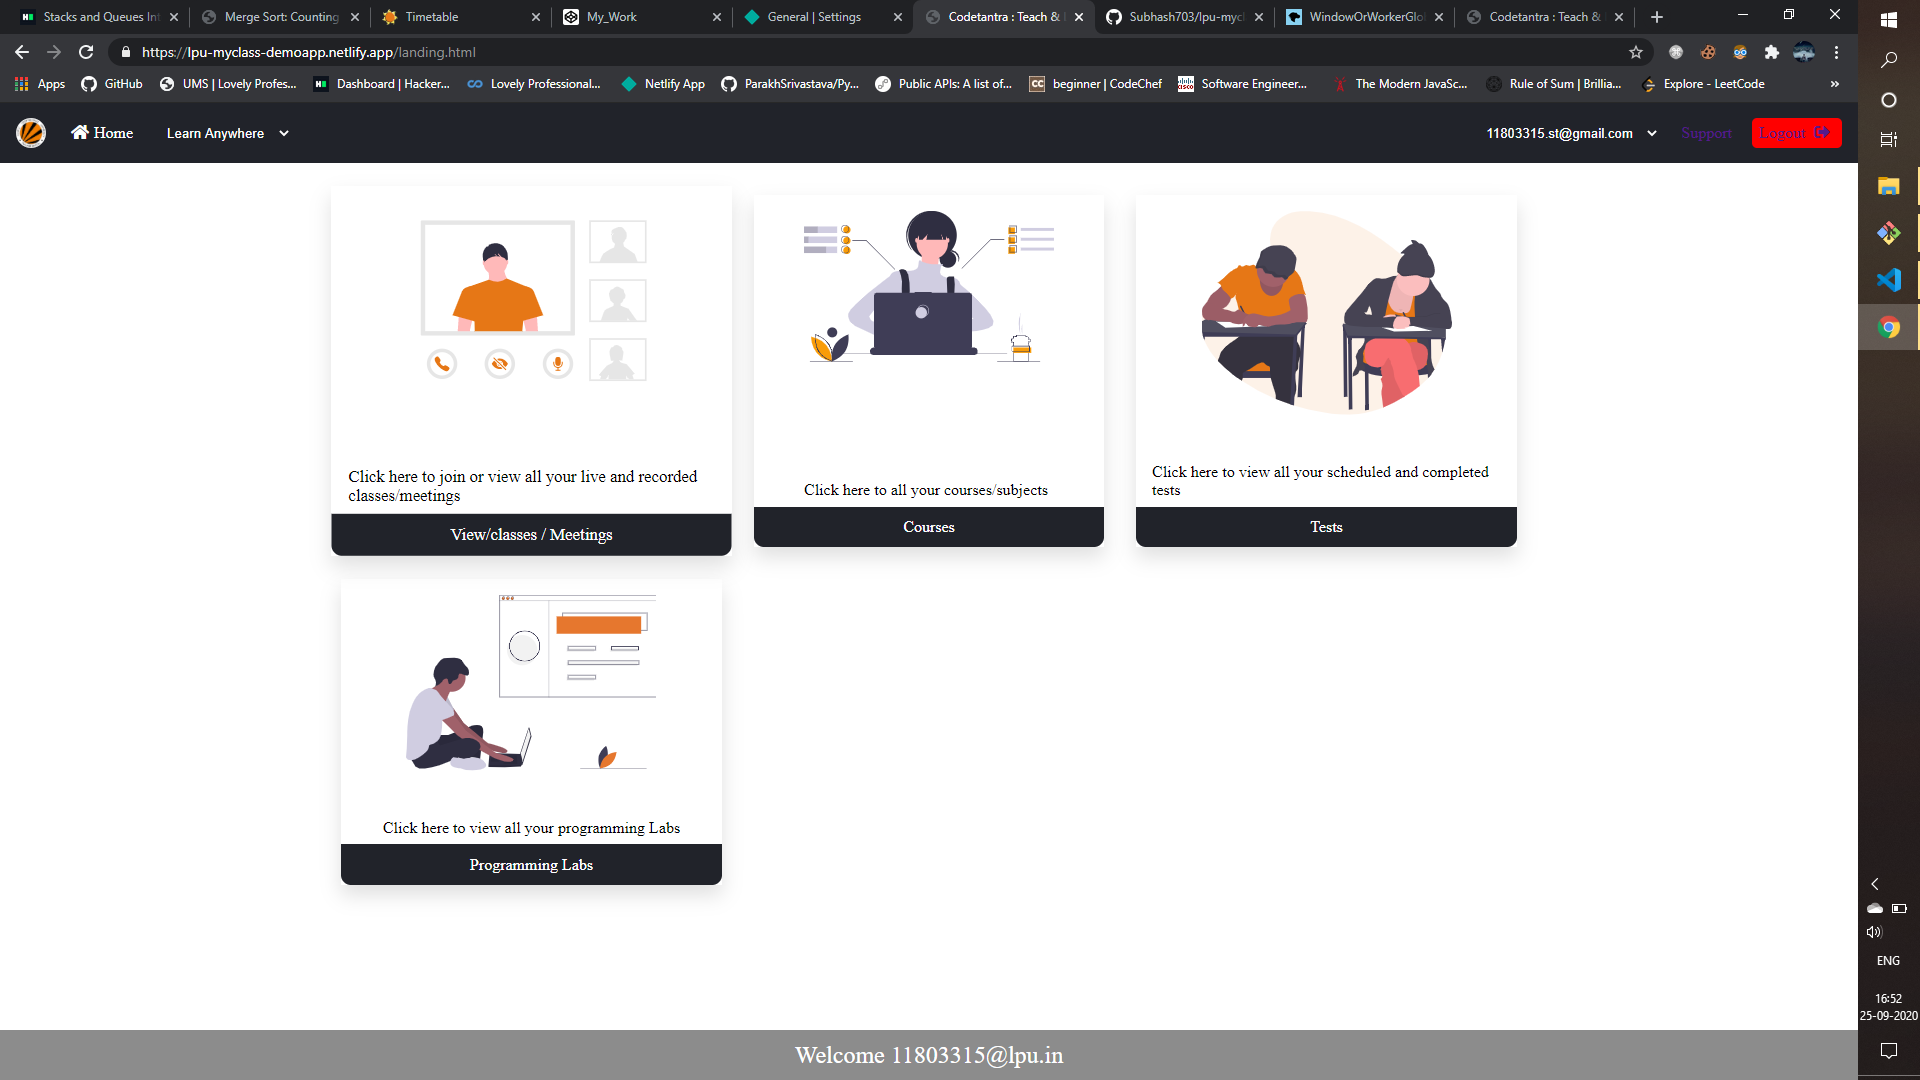 Stacks and Queues Int
Merge Sort: Counting
Timetable
My_Work
General | Settings
Codetantra : Teach &
Subhash703/lpu-mycl
WindowOrWorkerGlo
Codetantra : Teach &
https://lpu-myclass-demoapp.netlify.app/landing.html
Apps
GitHub
UMS | Lovely Profes...
Dashboard | Hacker...
Lovely Professional...
Netlify App
ParakhSrivastava/Py...
Public APIs: A list of...
beginner | CodeChef
Software Engineer...
The Modern JavaSc...
Rule of Sum | Brillia...
Explore - LeetCode
»
Home
Learn Anywhere
11803315.st@gmail.com
Support
Logout
Click here to join or view all your live and recorded
classes/meetings
View/classes / Meetings
Click here to all your courses/subjects
Courses
Click here to view all your scheduled and completed
tests
Tests
Click here to view all your programming Labs
Programming Labs
Welcome 11803315@lpu.in
ENG
16:52
25-09-2020